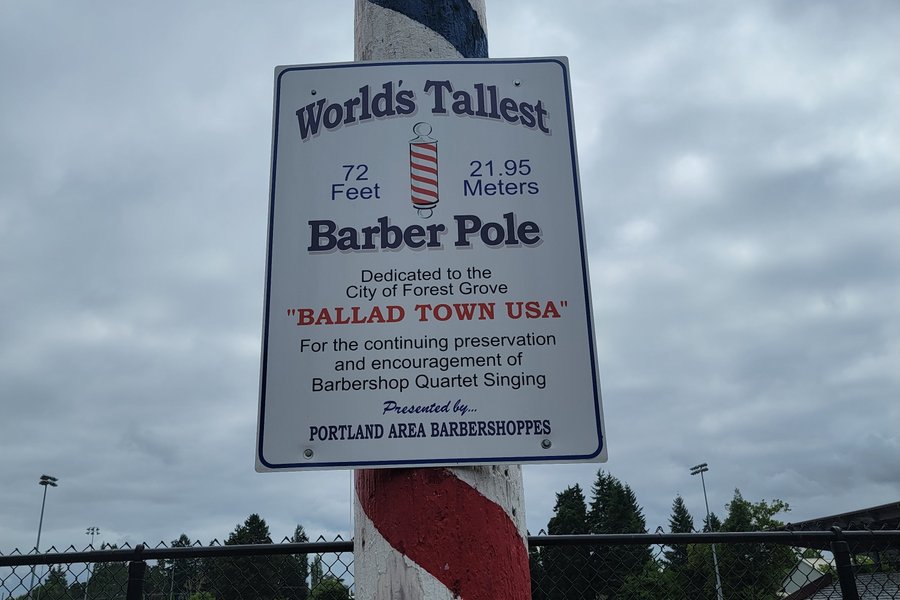 World's Tallest
72 Feet
21.95 Meters
Barber Pole
Dedicated to the
City of Forest Grove
"BALLAD TOWN USA"
For the continuing preservation
and encouragement of
Barbershop Quartet Singing
Presented by...
PORTLAND AREA BARBERSHOPPES